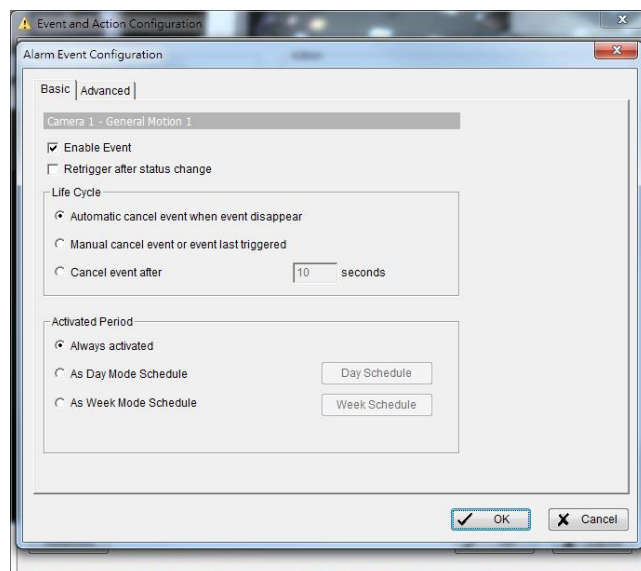 Event and Action Configuration
Alarm Event Configuration
Basic
Advanced
Camera 1 - General Motion 1
Enable Event
Retrigger after status change
Life Cycle
Automatic cancel event when event disappear
Manual cancel event or event last triggered
Cancel event after 10 seconds
Activated Period
Always activated
As Day Mode Schedule Day Schedule
As Week Mode Schedule Week Schedule
OK Cancel